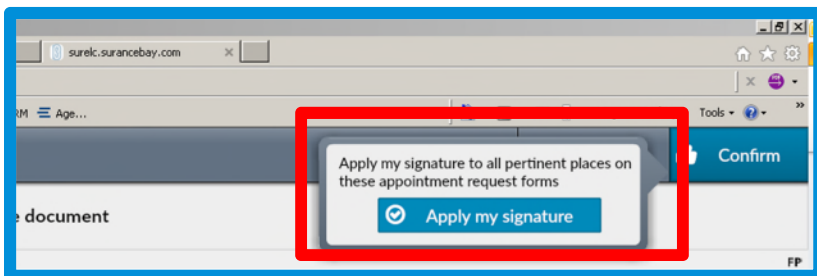 surelc.surancebay.com
RM Age...
Tools
Confirm
Apply my signature to all pertinent places on
these appointment request forms
Apply my signature
e document
FP